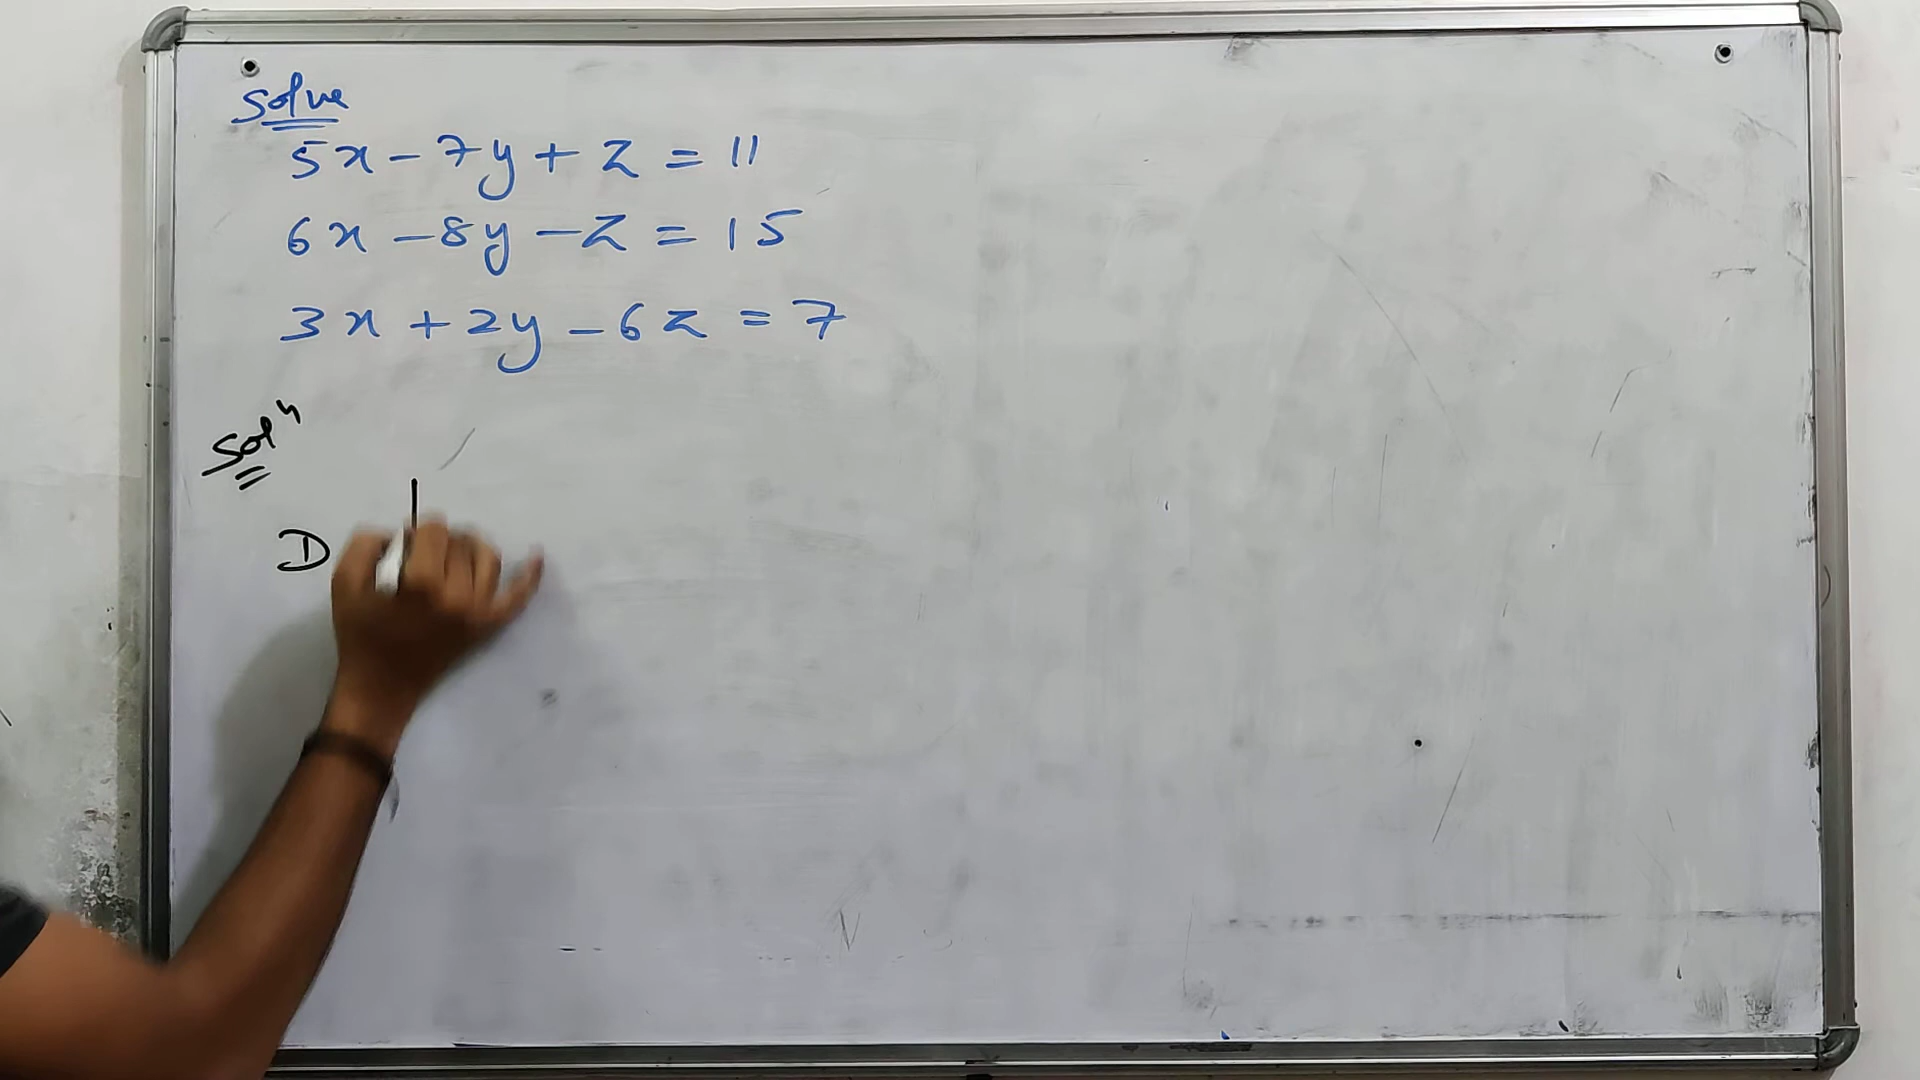 Solve
5x - 7y + z = 11
6x - 8y - z = 15
3x + 2y - 6z = 7
Solⁿ
D